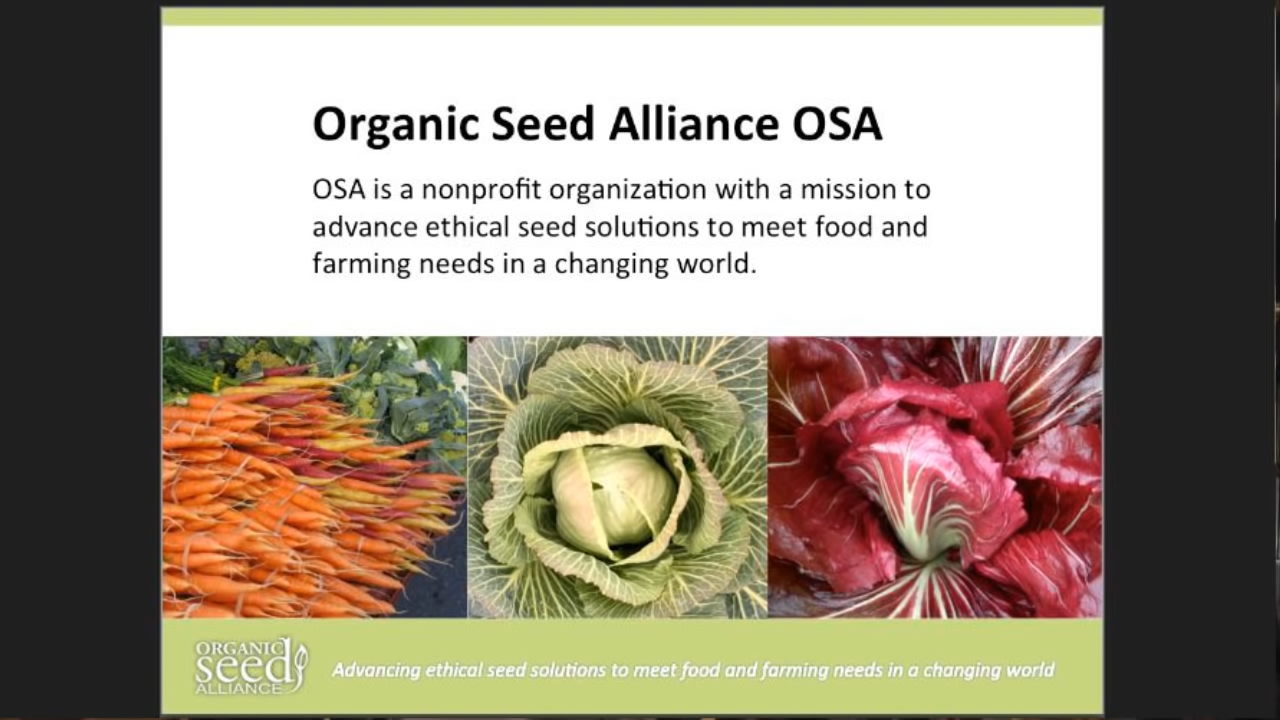 Organic Seed Alliance OSA
OSA is a nonprofit organization with a mission to
advance ethical seed solutions to meet food and
farming needs in a changing world.
ORGANIC
seed
ALLIANCE
Advancing ethical seed solutions to meet food and farming needs in a changing world